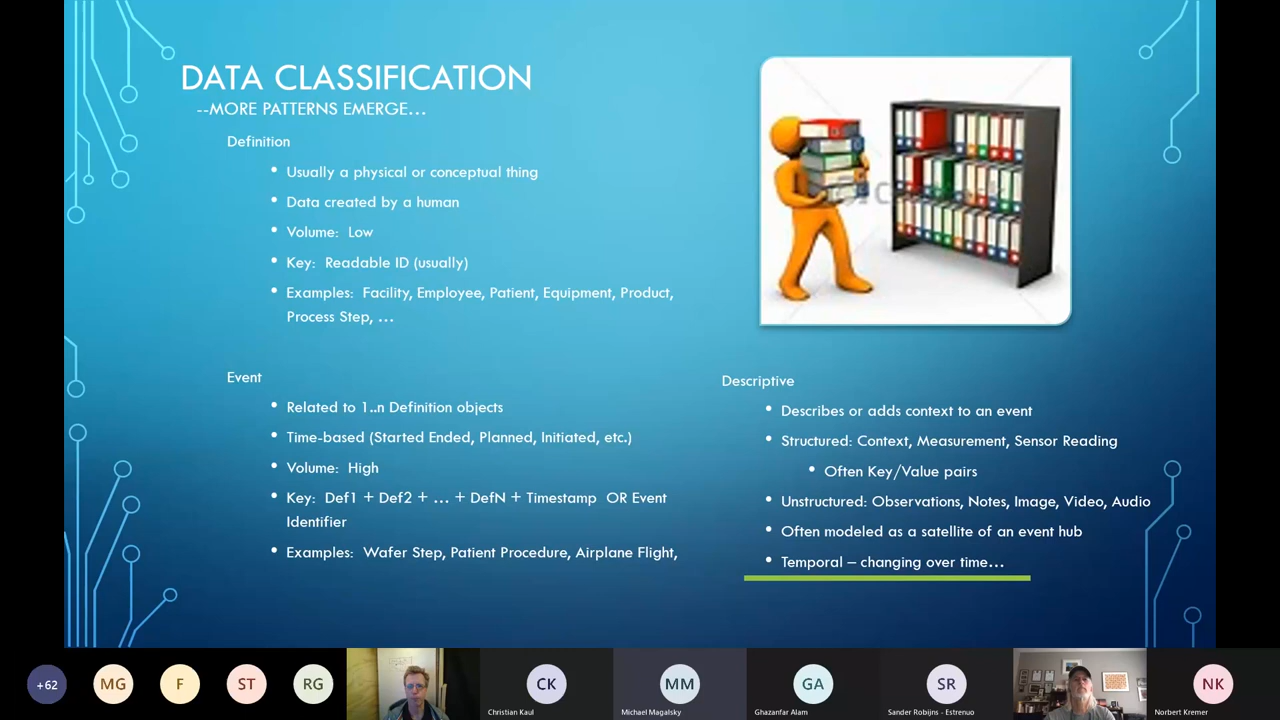 DATA CLASSIFICATION
--MORE PATTERNS EMERGE...
Definition
• Usually a physical or conceptual thing
• Data created by a human
• Volume: Low
• Key: Readable ID (usually)
• Examples: Facility, Employee, Patient, Equipment, Product,
Process Step, ...
Event
• Related to 1..n Definition objects
• Time-based (Started Ended, Planned, Initiated, etc.)
• Volume: High
• Key: Def1 + Def2 + ... + DefN + Timestamp OR Event
Identifier
• Examples: Wafer Step, Patient Procedure, Airplane Flight,
Descriptive
• Describes or adds context to an event
• Structured: Context, Measurement, Sensor Reading
• Often Key/Value pairs
• Unstructured: Observations, Notes, Image, Video, Audio
• Often modeled as a satellite of an event hub
• Temporal – changing over time...
+62
MG
F
ST
RG
CK
Christian Kaul
MM
Michael Magalsky
GA
Ghazanfar Alam
SR
Sander Robijns - Estrenuo
NK
Norbert Kremer